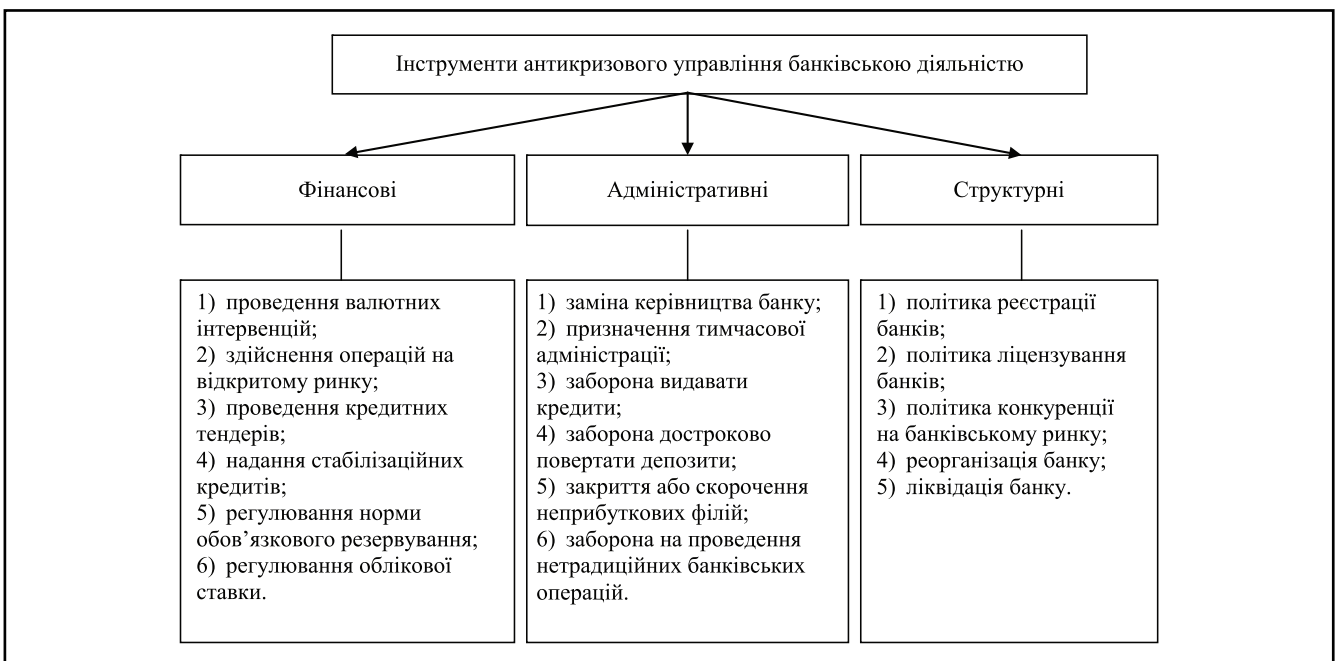 Інструменти антикризового управління банківською діяльністю
Фінансові
Адміністративні
Структурні
1) проведення валютних
інтервенцій;
2) здійснення операцій на
відкритому ринку;
3) проведення кредитних
тендерів;
4) надання стабілізаційних
кредитів;
5) регулювання норми
обов’язкового резервування;
6) регулювання облікової
ставки.
1) заміна керівництва банку;
2) призначення тимчасової
адміністрації;
3) заборона видавати
кредити;
4) заборона достроково
повертати депозити;
5) закриття або скорочення
неприбуткових філій;
6) заборона на проведення
нетрадиційних банківських
операцій.
1) політика реєстрації
банків;
2) політика ліцензування
банків;
3) політика конкуренції
на банківському ринку;
4) реорганізація банку;
5) ліквідація банку.